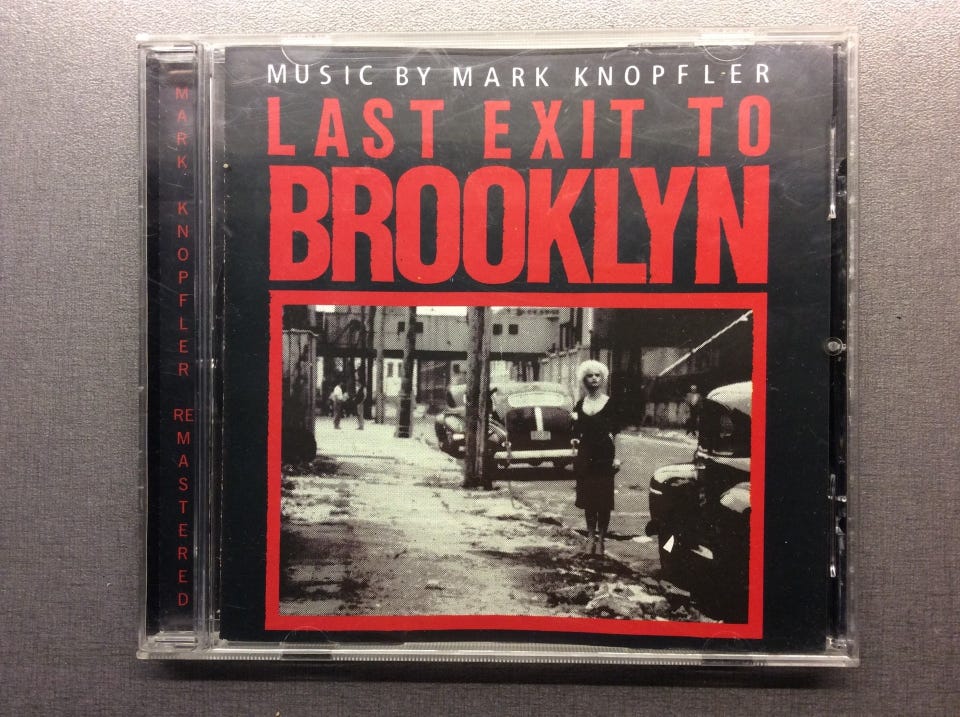 MUSIC BY MARK KNOPFLER
LAST EXIT TO
BROOKLYN
MARK KNOPFLER REMASTERED